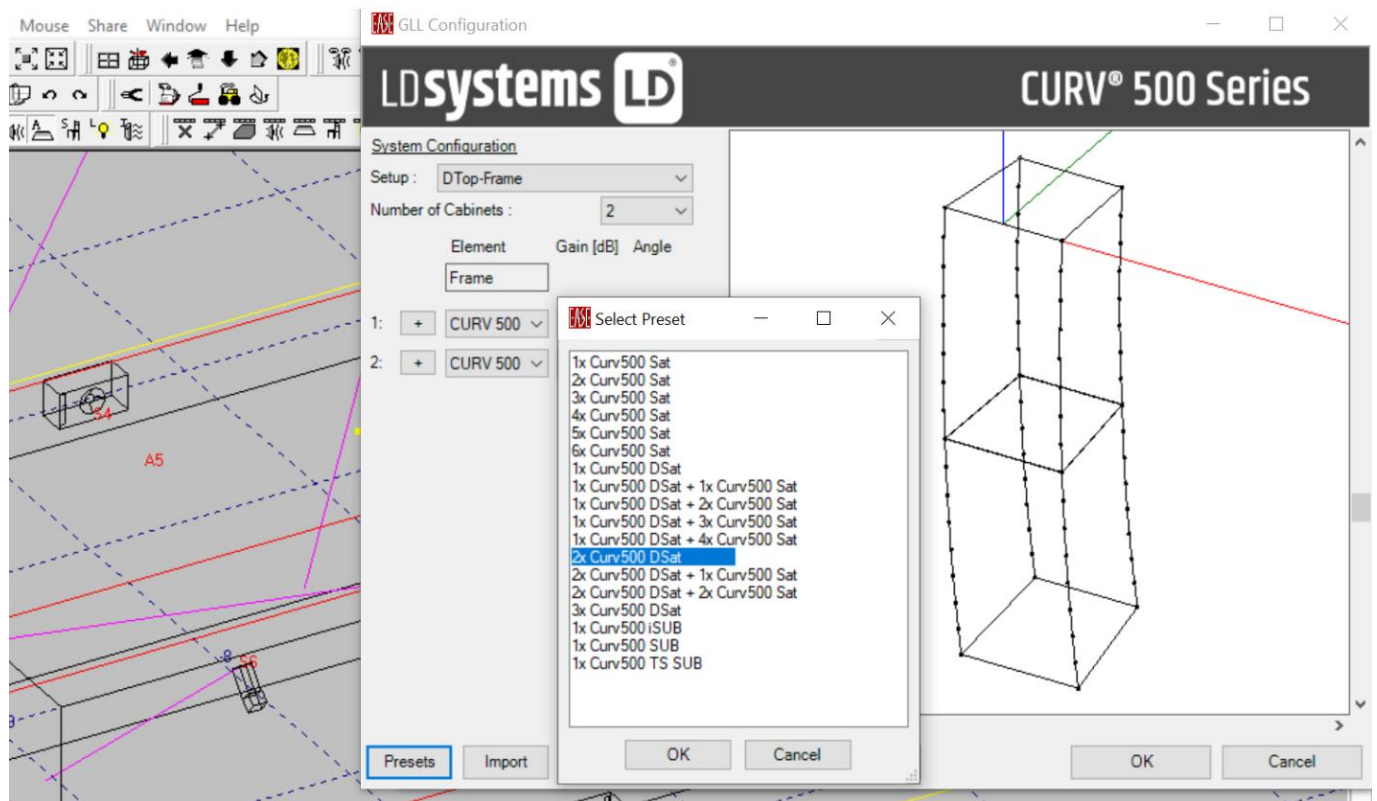 Mouse Share Window Help
GLL Configuration
LDsystems LD®
CURV® 500 Series
System Configuration
Setup : DTop-Frame
Number of Cabinets : 2
Element Gain [dB] Angle
Frame
1: + CURV 500
2: + CURV 500
EASE Select Preset
1x Curv500 Sat
2x Curv500 Sat
3x Curv500 Sat
4x Curv500 Sat
5x Curv500 Sat
6x Curv500 Sat
1x Curv500 DSat
1x Curv500 DSat + 1x Curv500 Sat
1x Curv500 DSat + 2x Curv500 Sat
1x Curv500 DSat + 3x Curv500 Sat
1x Curv500 DSat + 4x Curv500 Sat
2x Curv500 DSat
2x Curv500 DSat + 1x Curv500 Sat
2x Curv500 DSat + 2x Curv500 Sat
3x Curv500 DSat
1x Curv500 iSUB
1x Curv500 SUB
1x Curv500 TS SUB
OK Cancel
Presets Import
OK Cancel
S4
A5
8 S6